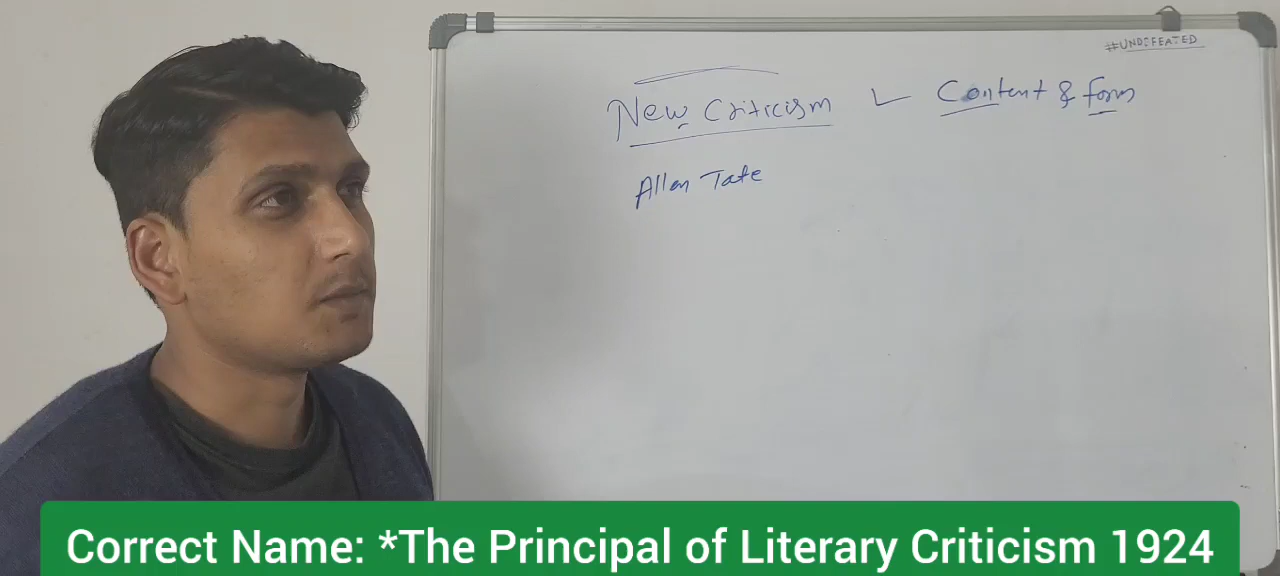 #UNDEFEATED
New Criticism Content & form
Allen Tate
Correct Name: *The Principal of Literary Criticism 1924